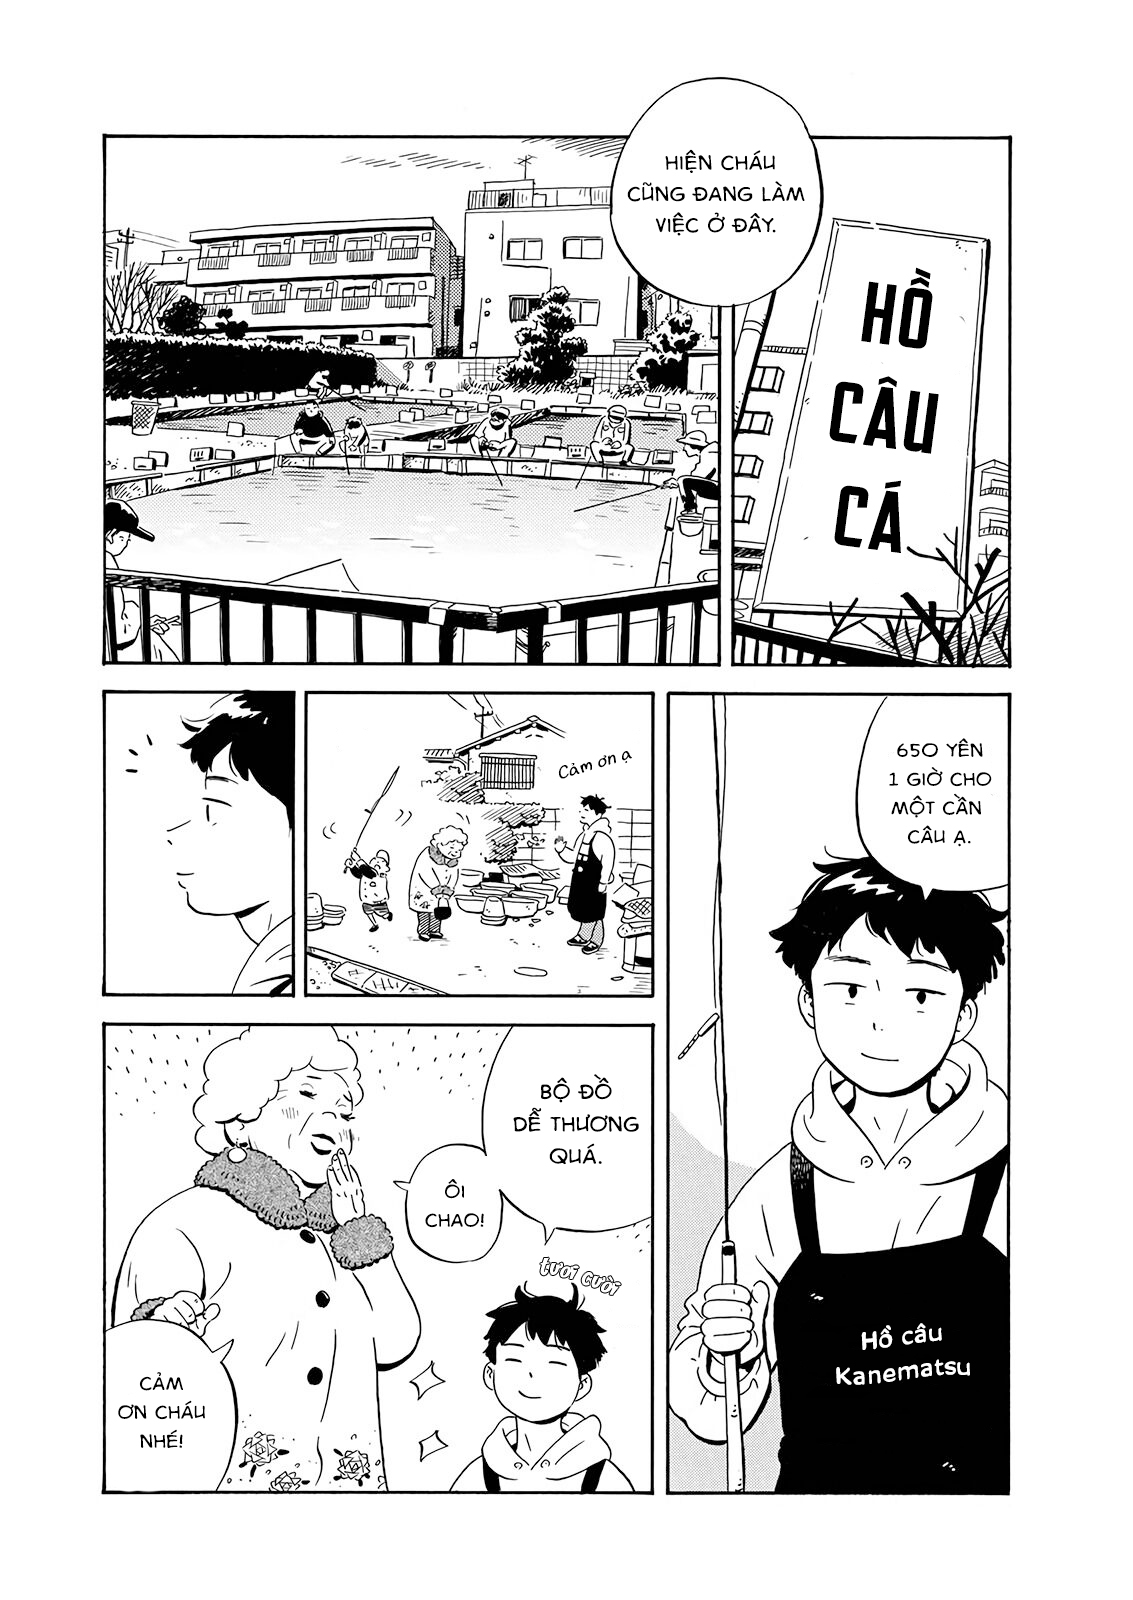 HIỆN CHÁU
CŨNG ĐANG LÀM
VIỆC Ở ĐÂY.
HỒ
CÂU
CÁ
650 YÊN
1 GIỜ CHO
MỘT CẦN
CÂU Ạ.
Hồ câu
Kanematsu
Cảm ơn ạ
BỘ ĐỒ
DỄ THƯƠNG
QUÁ.
ÔI
CHAO!
tươi cười
CẢM
ƠN CHÁU
NHÉ!